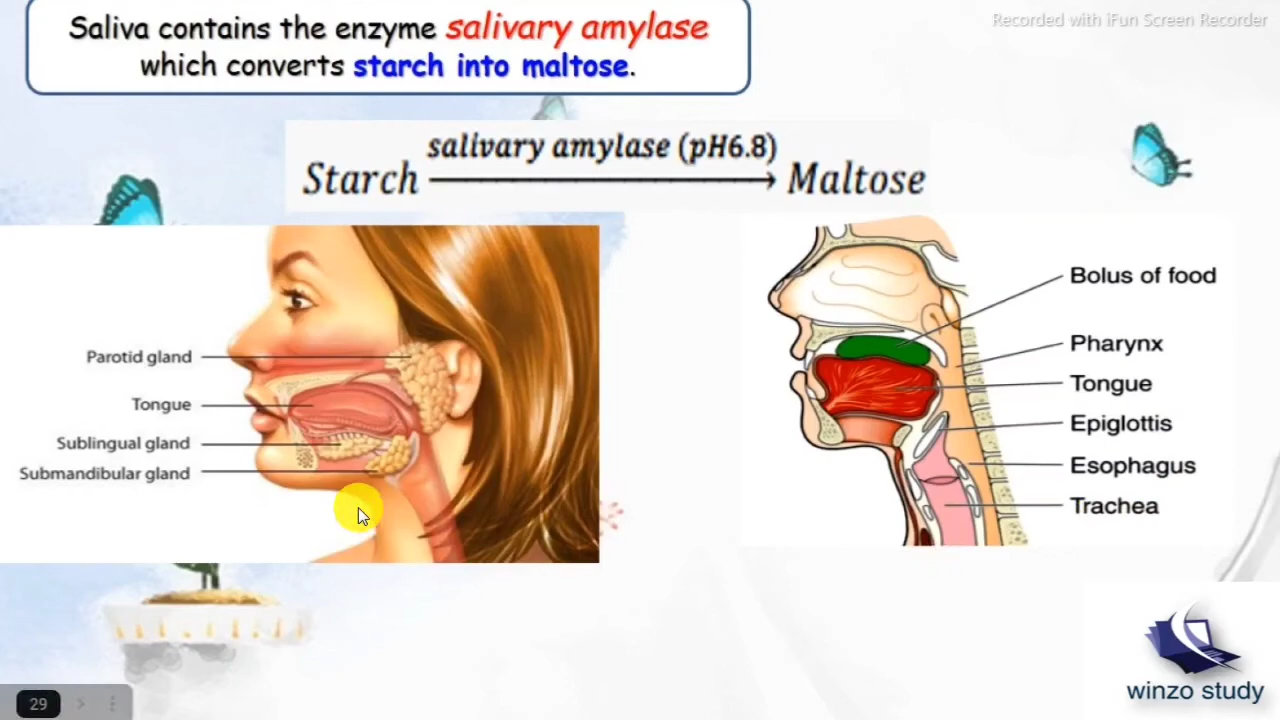 Recorded with iFun Screen Recorder
Saliva contains the enzyme salivary amylase
which converts starch into maltose.
salivary amylase (pH6.8)
Starch Maltose
Parotid gland
Tongue
Sublingual gland
Submandibular gland
Bolus of food
Pharynx
Tongue
Epiglottis
Esophagus
Trachea
winzo study
29